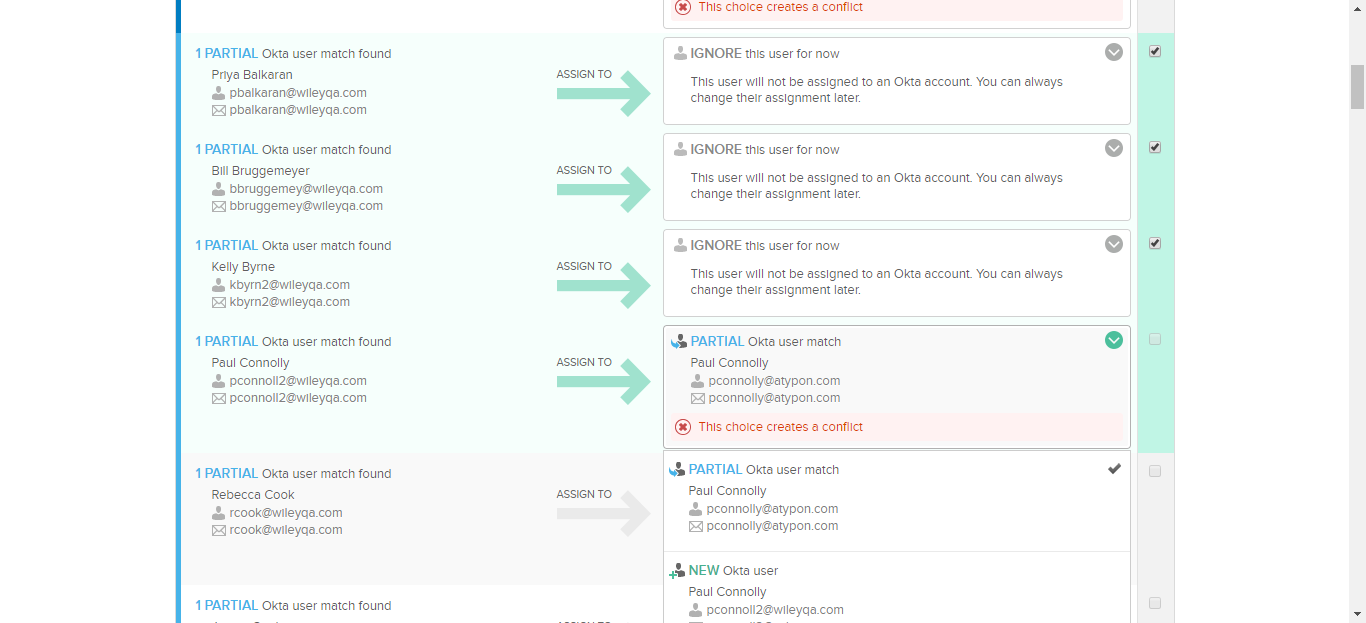 This choice creates a conflict
1 PARTIAL Okta user match found
Priya Balkaran
pbalkaran@wileyqa.com
pbalkaran@wileyqa.com
ASSIGN TO
IGNORE this user for now
This user will not be assigned to an Okta account. You can always
change their assignment later.
1 PARTIAL Okta user match found
Bill Bruggemeyer
bbruggemey@wileyqa.com
bbruggemey@wileyqa.com
ASSIGN TO
IGNORE this user for now
This user will not be assigned to an Okta account. You can always
change their assignment later.
1 PARTIAL Okta user match found
Kelly Byrne
kbyrn2@wileyqa.com
kbyrn2@wileyqa.com
ASSIGN TO
IGNORE this user for now
This user will not be assigned to an Okta account. You can always
change their assignment later.
1 PARTIAL Okta user match found
Paul Connolly
pconnoll2@wileyqa.com
pconnoll2@wileyqa.com
ASSIGN TO
PARTIAL Okta user match
Paul Connolly
pconnolly@atypon.com
pconnolly@atypon.com
This choice creates a conflict
1 PARTIAL Okta user match found
Rebecca Cook
rcook@wileyqa.com
rcook@wileyqa.com
ASSIGN TO
PARTIAL Okta user match
Paul Connolly
pconnolly@atypon.com
pconnolly@atypon.com
NEW Okta user
Paul Connolly
pconnoll2@wileyqa.com
1 PARTIAL Okta user match found